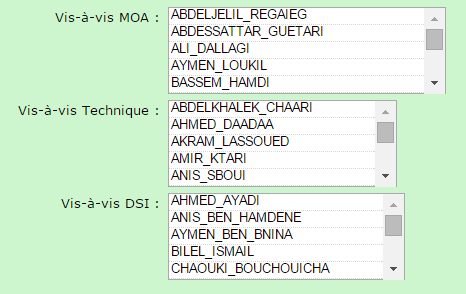 Vis-à-vis MOA :
ABDELJELIL_REGAIEG
ABDESSATTAR_GUETARI
ALI_DALLAGI
AYMEN_LOUKIL
BASSEM_HAMDI
Vis-à-vis Technique :
ABDELKHALEK_CHAARI
AHMED_DAADAA
AKRAM_LASSOUED
AMIR_KTARI
ANIS_SBOUI
Vis-à-vis DSI :
AHMED_AYADI
ANIS_BEN_HAMDENE
AYMEN_BEN_BNINA
BILEL_ISMAIL
CHAOUKI_BOUCHOUICHA